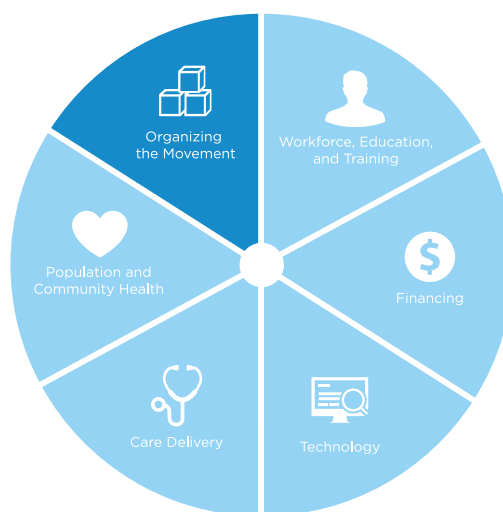 Organizing
the Movement
Workforce, Education,
and Training
Financing
Technology
Care Delivery
Population and
Community Health